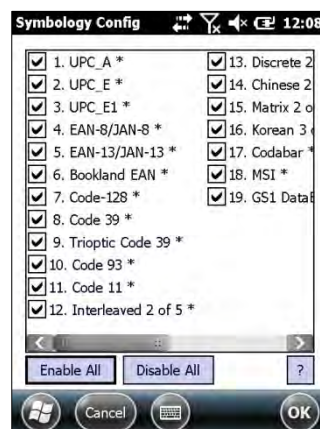 Symbology Config 12:08
1. UPC_A *
2. UPC_E *
3. UPC_E1 *
4. EAN-8/JAN-8 *
5. EAN-13/JAN-13 *
6. Bookland EAN *
7. Code-128 *
8. Code 39 *
9. Trioptic Code 39 *
10. Code 93 *
11. Code 11 *
12. Interleaved 2 of 5 *
13. Discrete 2
14. Chinese 2
15. Matrix 2 o
16. Korean 3
17. Codabar *
18. MSI *
19. GS1 Data
Enable All Disable All ?
Cancel OK